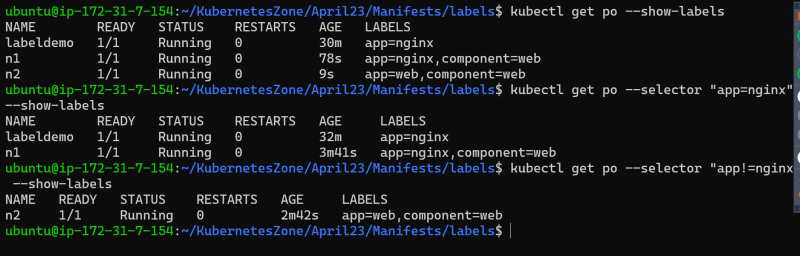 ubuntu@ip-172-31-7-154:~/KubernetesZone/April23/Manifests/labels$ kubectl get po --show-labels
NAME READY STATUS RESTARTS AGE LABELS
labeldemo 1/1 Running 0 30m app=nginx
n1 1/1 Running 0 78s app=nginx,component=web
n2 1/1 Running 0 9s app=web,component=web
ubuntu@ip-172-31-7-154:~/KubernetesZone/April23/Manifests/labels$ kubectl get po --selector "app=nginx"
--show-labels
NAME READY STATUS RESTARTS AGE LABELS
labeldemo 1/1 Running 0 32m app=nginx
n1 1/1 Running 0 3m41s app=nginx,component=web
ubuntu@ip-172-31-7-154:~/KubernetesZone/April23/Manifests/labels$ kubectl get po --selector "app!=nginx
--show-labels
NAME READY STATUS RESTARTS AGE LABELS
n2 1/1 Running 0 2m42s app=web,component=web
ubuntu@ip-172-31-7-154:~/KubernetesZone/April23/Manifests/labels$